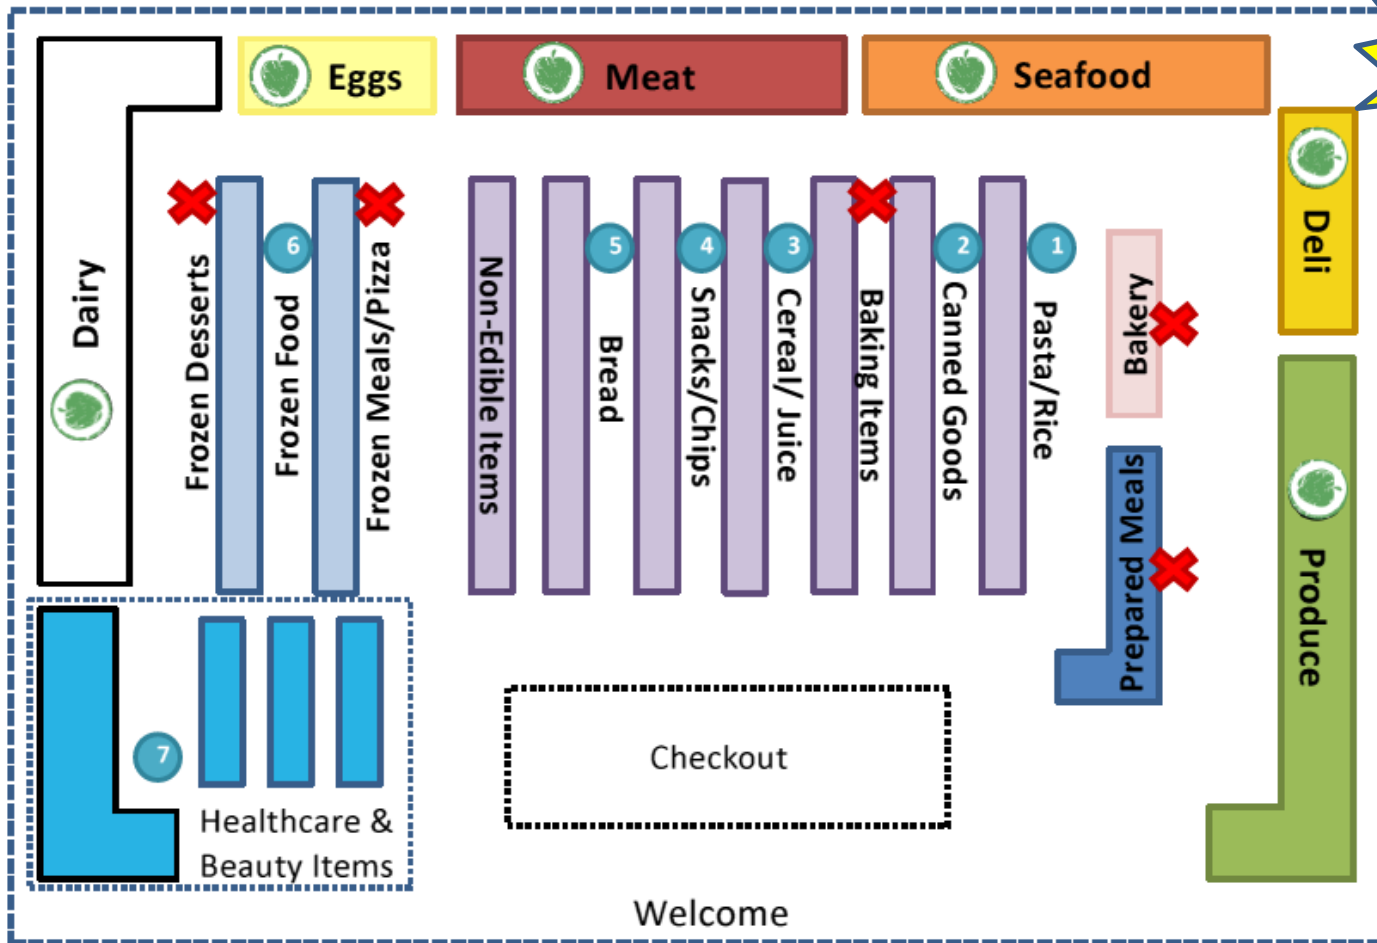 Eggs
Meat
Seafood
Deli
Dairy
Frozen Desserts
6
Frozen Food
Frozen Meals/Pizza
Non-Edible Items
5
Bread
4
Snacks/Chips
3
Cereal/ Juice
Baking Items
2
Canned Goods
1
Pasta/Rice
Bakery
Prepared Meals
Produce
7
Healthcare &
Beauty Items
Checkout
Welcome